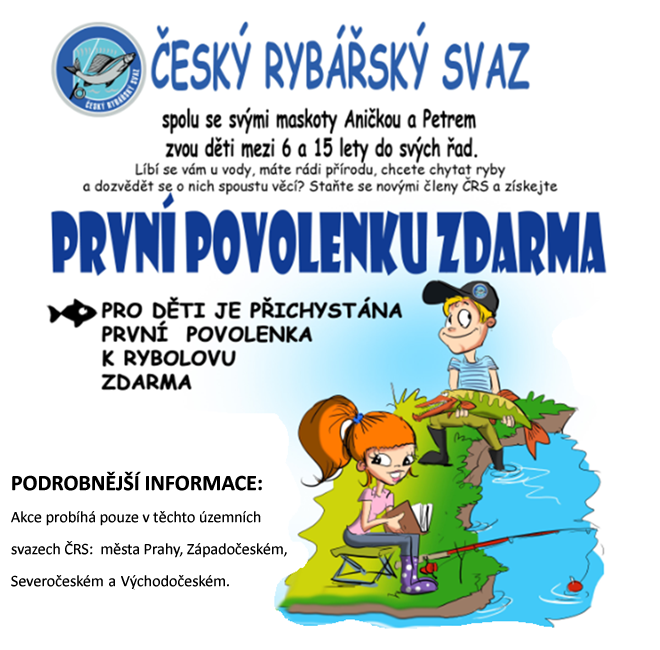 ČESKÝ RYBÁŘSKÝ SVAZ
ČESKÝ RYBÁŘSKÝ SVAZ
spolu se svými maskoty Aničkou a Petrem
zvou děti mezi 6 a 15 lety do svých řad.
Líbí se vám u vody, máte rádi přírodu, chcete chytat ryby
a dozvědět se o nich spoustu věcí? Staňte se novými členy ČRS a získejte
PRVNÍ POVOLENKU ZDARMA
PRO DĚTI JE PŘICHYSTÁNA
PRVNÍ POVOLENKA
K RYBOLOVU
ZDARMA
PODROBNĚJŠÍ INFORMACE:
Akce probíhá pouze v těchto územních
svazech ČRS: města Prahy, Západočeském,
Severočeském a Východočeském.